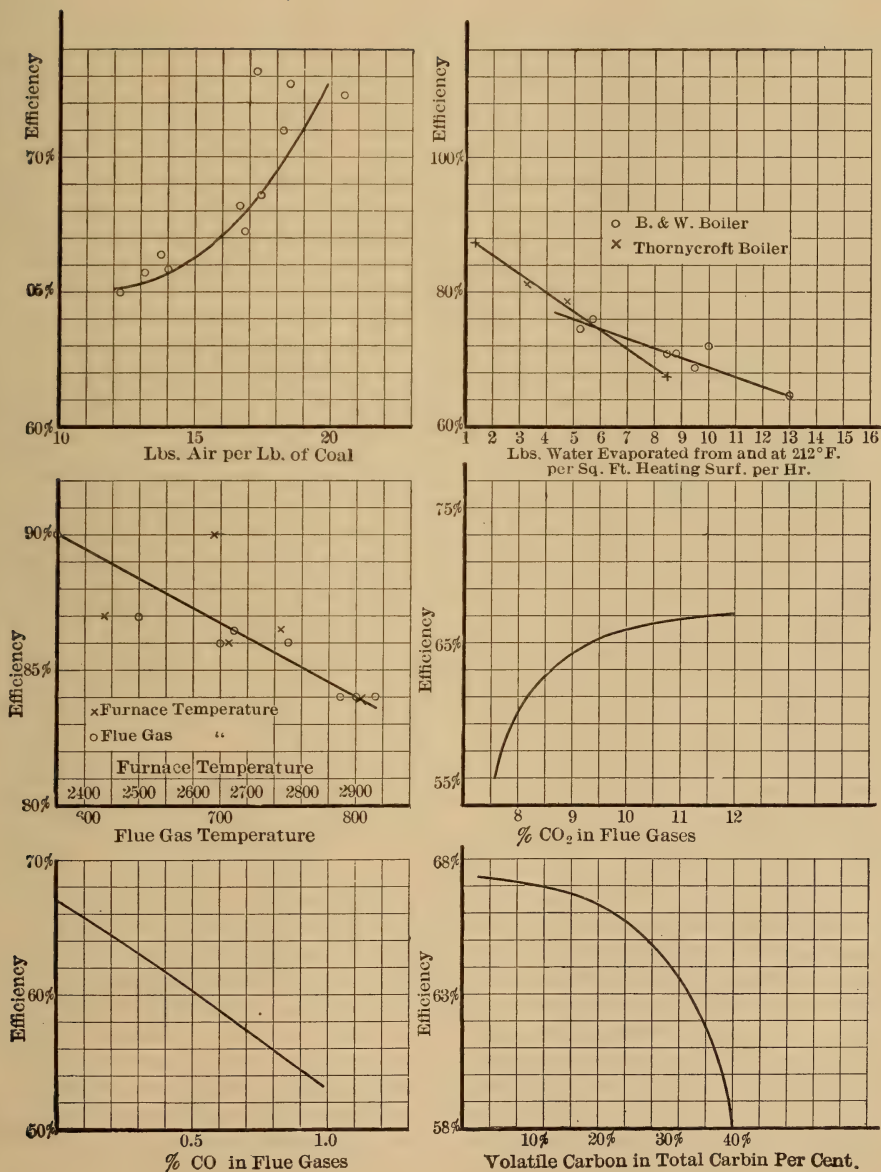 Efficiency
70%
05%
60%
10 15 20
Lbs. Air per Lb. of Coal
Efficiency
100%
○ B. & W. Boiler
× Thornycroft Boiler
80%
60%
1 2 3 4 5 6 7 8 9 10 11 12 13 14 15 16
Lbs. Water Evaporated from and at 212°F.
per Sq. Ft. Heating Surf. per Hr.
Efficiency
90%
85%
×Furnace Temperature
○Flue Gas “
Furnace Temperature
2400 2500 2600 2700 2800 2900
80%
700 800
Flue Gas Temperature
Efficiency
75%
65%
55%
8 9 10 11 12
% CO₂ in Flue Gases
Efficiency
70%
60%
50%
0.5 1.0
% CO in Flue Gases
Efficiency
68%
63%
58%
10% 20% 30% 40%
Volatile Carbon in Total Carbin Per Cent.